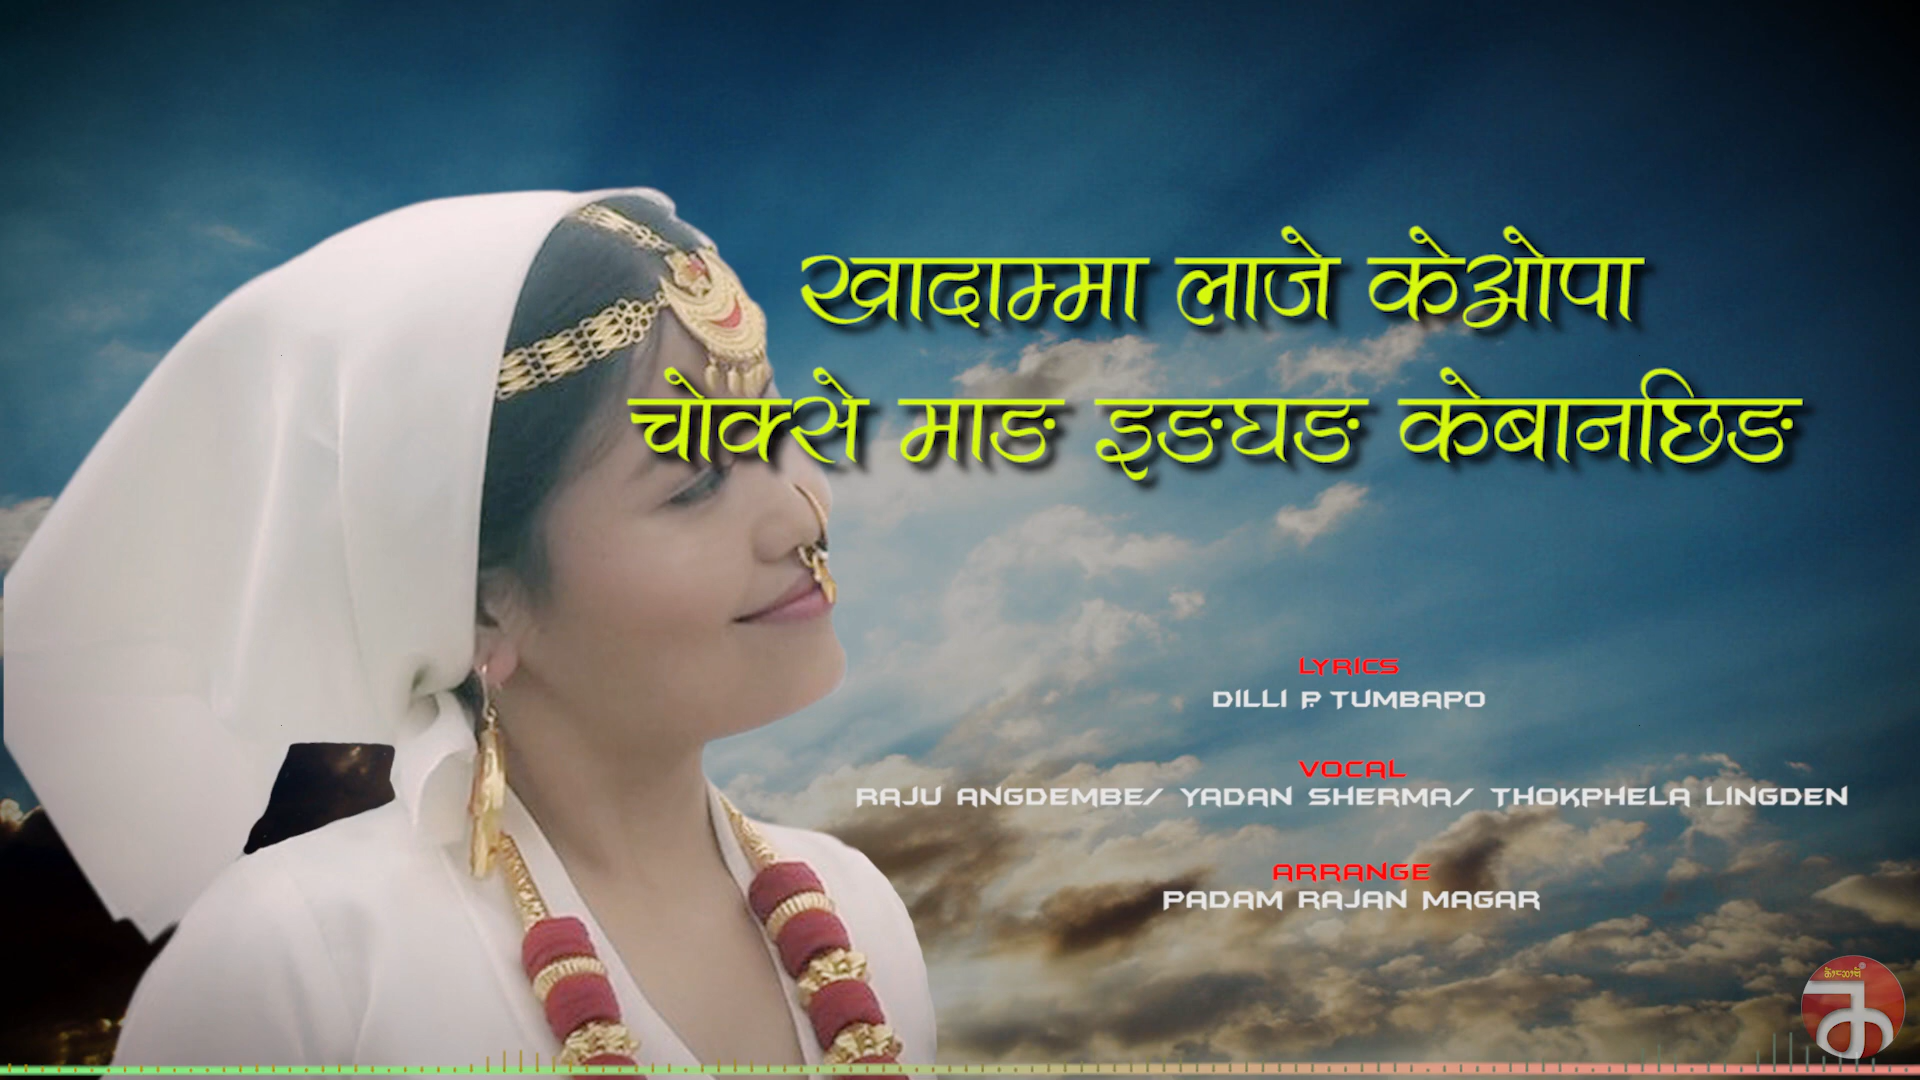 खादाम्मा लाजे केओपा
चोक्से माङ इङघङ केबानछिङ
LYRICS
DILLI P. TUMBAPO
VOCAL
RAJU ANGDEMBE/ YADAN SHERMA/ THOKPHELA LINGDEN
ARRANGE
PADAM RAJAN MAGAR